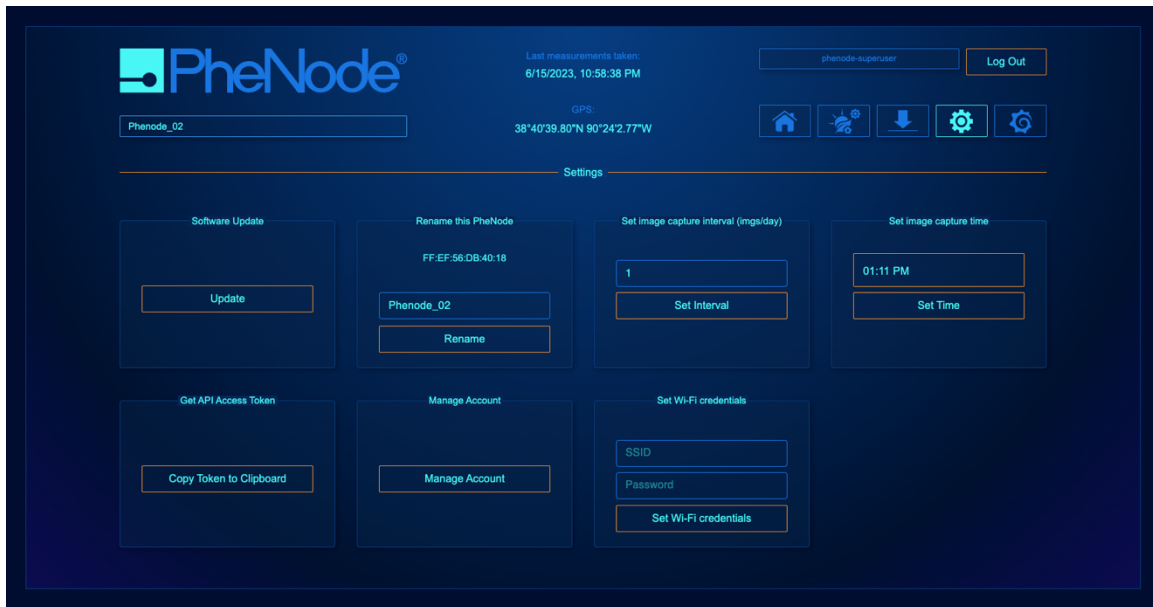 PheNode®
Last measurements taken:
6/15/2023, 10:58:38 PM
phenode-superuser
Log Out
Phenode_02
GPS:
38°40'39.80"N 90°24'2.77"W
Settings
Software Update
Update
Rename this PheNode
FF:EF:56:DB:40:18
Phenode_02
Rename
Set image capture interval (imgs/day)
1
Set Interval
Set image capture time
01:11 PM
Set Time
Get API Access Token
Copy Token to Clipboard
Manage Account
Manage Account
Set Wi-Fi credentials
SSID
Password
Set Wi-Fi credentials